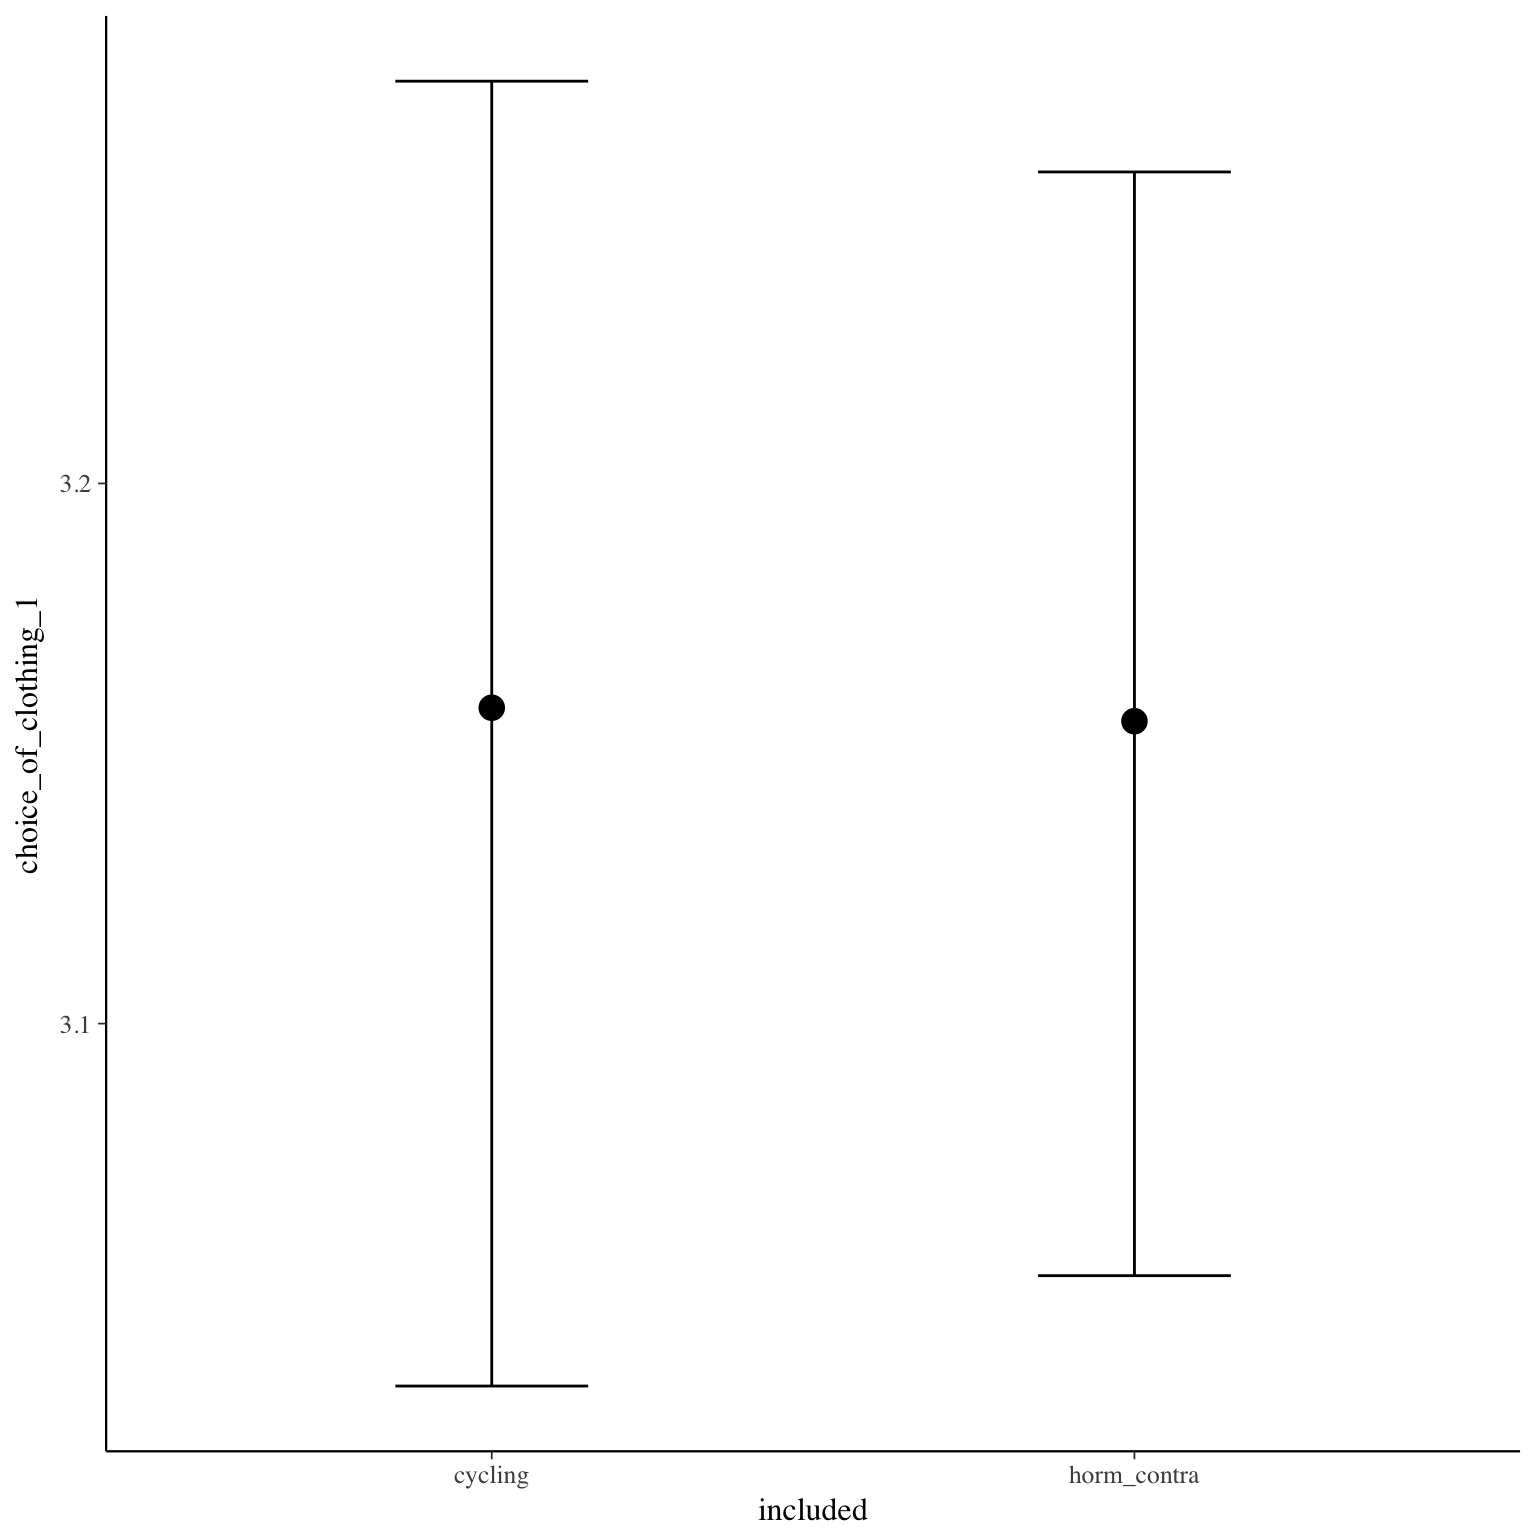 choice_of_clothing_1
3.2
3.1
cycling
horm_contra
included